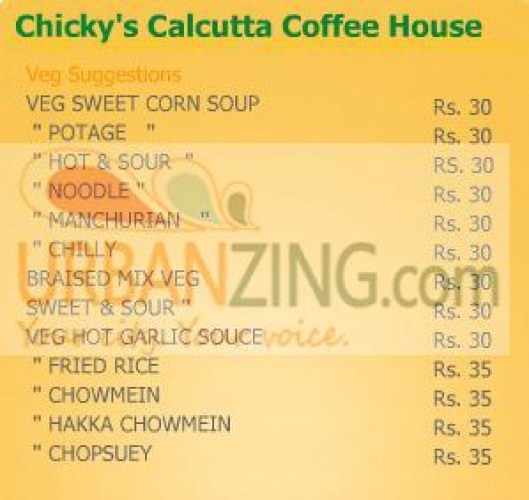 Chicky's Calcutta Coffee House
Veg Suggestions
VEG SWEET CORN SOUP Rs. 30
" POTAGE " Rs. 30
" HOT & SOUR " RS. 30
" NOODLE " Rs. 30
" MANCHURIAN " Rs. 30
" CHILLY Rs. 30
BRAISED MIX VEG Rs. 30
SWEET & SOUR " Rs. 30
VEG HOT GARLIC SOUCE Rs. 30
" FRIED RICE Rs. 35
" CHOWMEIN Rs. 35
" HAKKA CHOWMEIN Rs. 35
" CHOPSUEY Rs. 35
URBANZING.com
Your city. Your voice.